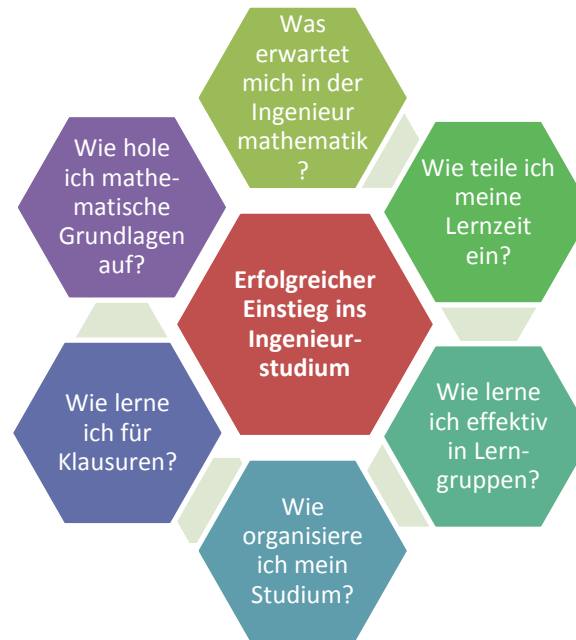 Was
erwartet
mich in der
Ingenieur
mathematik
?
Wie teile ich
meine
Lernzeit
ein?
Wie lerne
ich effektiv
in Lern-
gruppen?
Wie
organisiere
ich mein
Studium?
Wie lerne
ich für
Klausuren?
Wie hole
ich mathe-
matische
Grundlagen
auf?
Erfolgreicher
Einstieg ins
Ingenieur-
studium